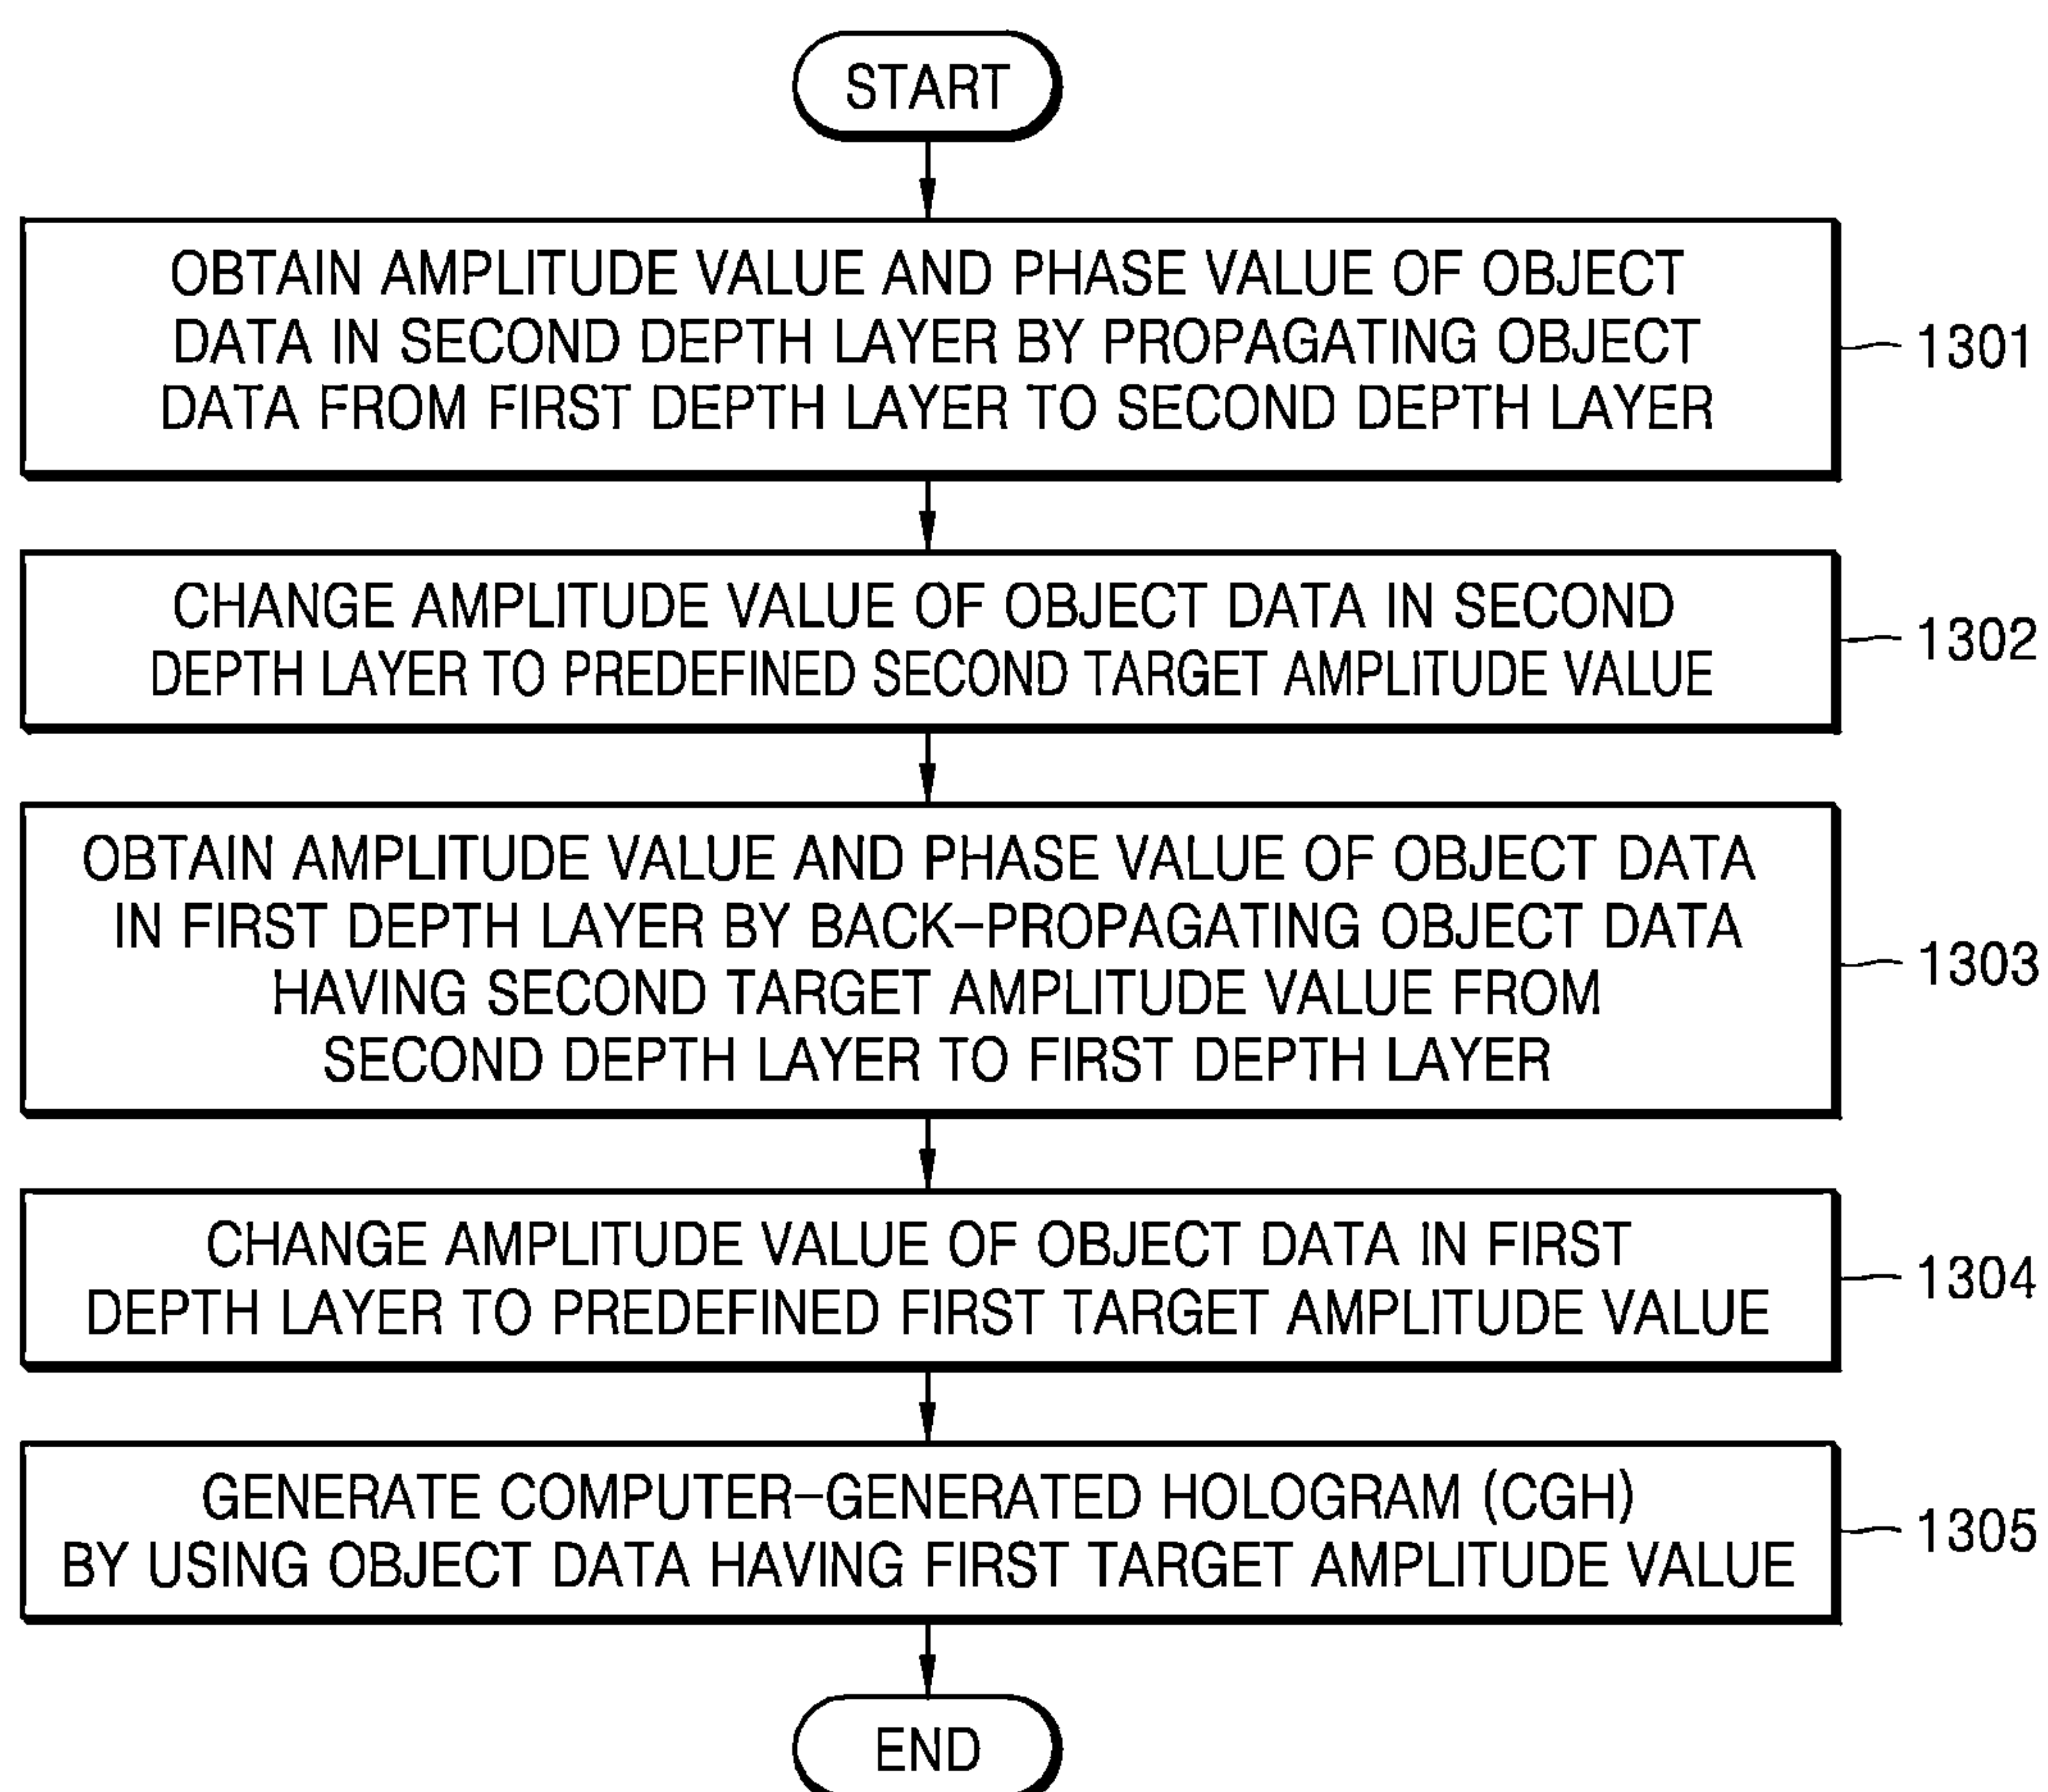 START
OBTAIN AMPLITUDE VALUE AND PHASE VALUE OF OBJECT
DATA IN SECOND DEPTH LAYER BY PROPAGATING OBJECT
DATA FROM FIRST DEPTH LAYER TO SECOND DEPTH LAYER
1301
CHANGE AMPLITUDE VALUE OF OBJECT DATA IN SECOND
DEPTH LAYER TO PREDEFINED SECOND TARGET AMPLITUDE VALUE
1302
OBTAIN AMPLITUDE VALUE AND PHASE VALUE OF OBJECT DATA
IN FIRST DEPTH LAYER BY BACK-PROPAGATING OBJECT DATA
HAVING SECOND TARGET AMPLITUDE VALUE FROM
SECOND DEPTH LAYER TO FIRST DEPTH LAYER
1303
CHANGE AMPLITUDE VALUE OF OBJECT DATA IN FIRST
DEPTH LAYER TO PREDEFINED FIRST TARGET AMPLITUDE VALUE
1304
GENERATE COMPUTER-GENERATED HOLOGRAM (CGH)
BY USING OBJECT DATA HAVING FIRST TARGET AMPLITUDE VALUE
1305
END